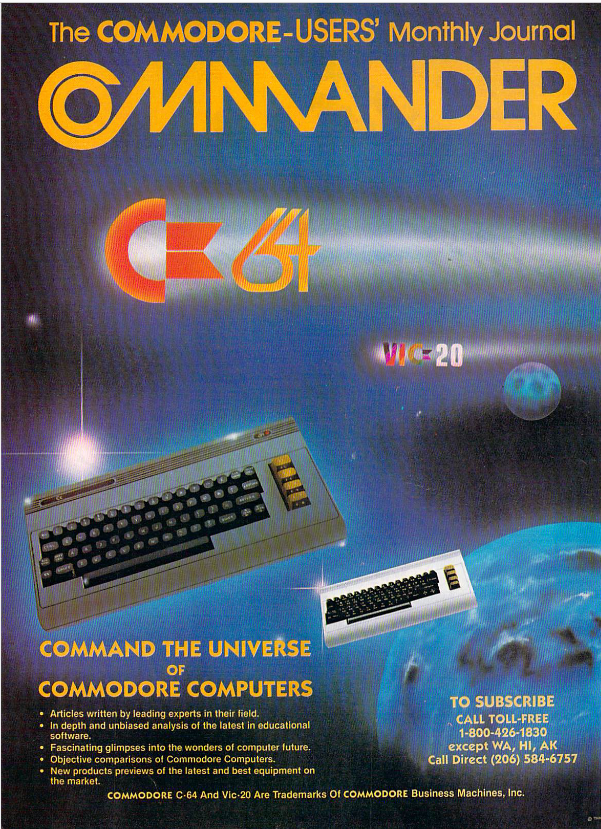 The COMMODORE-USERS' Monthly Journal
COMMANDER
C 64
VIC-20
COMMAND THE UNIVERSE
OF
COMMODORE COMPUTERS
• Articles written by leading experts in their field.
• In depth and unbiased analysis of the latest in educational
software.
• Fascinating glimpses into the wonders of computer future.
• Objective comparisons of Commodore Computers.
• New products previews of the latest and best equipment on
the market.
TO SUBSCRIBE
CALL TOLL-FREE
1-800-426-1830
except WA, HI, AK
Call Direct (206) 584-6757
COMMODORE C-64 And Vic-20 Are Trademarks Of COMMODORE Business Machines, Inc.